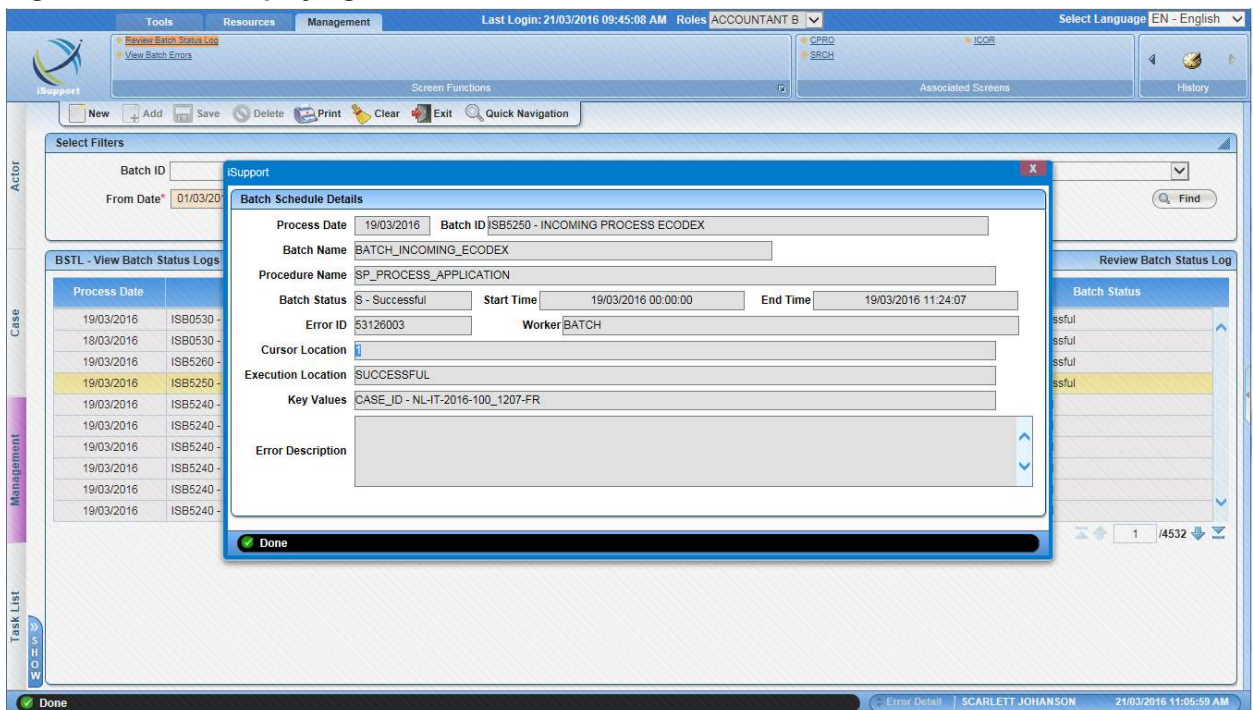 Tools Resources Management Last Login: 21/03/2016 09:45:08 AM Roles ACCOUNTANT B Select Language EN - English
Review Batch Status Log CPRO ICOR
View Batch Errors SRCH
iSupport Screen Functions Associated Screens History
New Add Save Delete Print Clear Exit Quick Navigation
Select Filters
Batch ID
From Date* 01/03/20 Find
iSupport X
Batch Schedule Details
Process Date 19/03/2016 Batch ID ISB5250 - INCOMING PROCESS ECODEX
Batch Name BATCH_INCOMING_ECODEX
Procedure Name SP_PROCESS_APPLICATION
Batch Status S - Successful Start Time 19/03/2016 00:00:00 End Time 19/03/2016 11:24:07
Error ID 53126003 Worker BATCH
Cursor Location 1
Execution Location SUCCESSFUL
Key Values CASE_ID - NL-IT-2016-100_1207-FR
Error Description
Done
BSTL - View Batch Status Logs Review Batch Status Log
Process Date Batch Status
19/03/2016 ISB0530 - ssful
18/03/2016 ISB0530 - ssful
19/03/2016 ISB5260 - ssful
19/03/2016 ISB5250 - ssful
19/03/2016 ISB5240 -
19/03/2016 ISB5240 -
19/03/2016 ISB5240 -
19/03/2016 ISB5240 -
19/03/2016 ISB5240 -
19/03/2016 ISB5240 -
1 /4532
Actor
Case
Management
Task List
SHOW
Done Error Detail SCARLETT JOHANSON 21/03/2016 11:05:59 AM